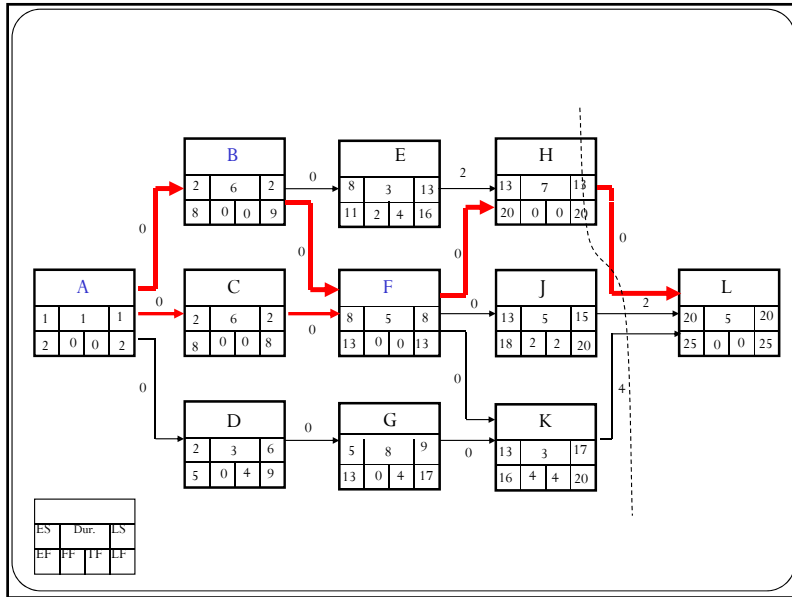 B
2 6 2
8 0 0 9
0
E
8 3 13
11 2 4 16
2
H
13 7 13
20 0 0 20
0
0
0
0
A
1 1 1
2 0 0 2
0
C
2 6 2
8 0 0 8
0
F
8 5 8
13 0 0 13
0
J
13 5 15
18 2 2 20
2
L
20 5 20
25 0 0 25
0
0
4
D
2 3 6
5 0 4 9
0
G
5 8 9
13 0 4 17
0
K
13 3 17
16 4 4 20
ES Dur. LS
EF FF TF LF